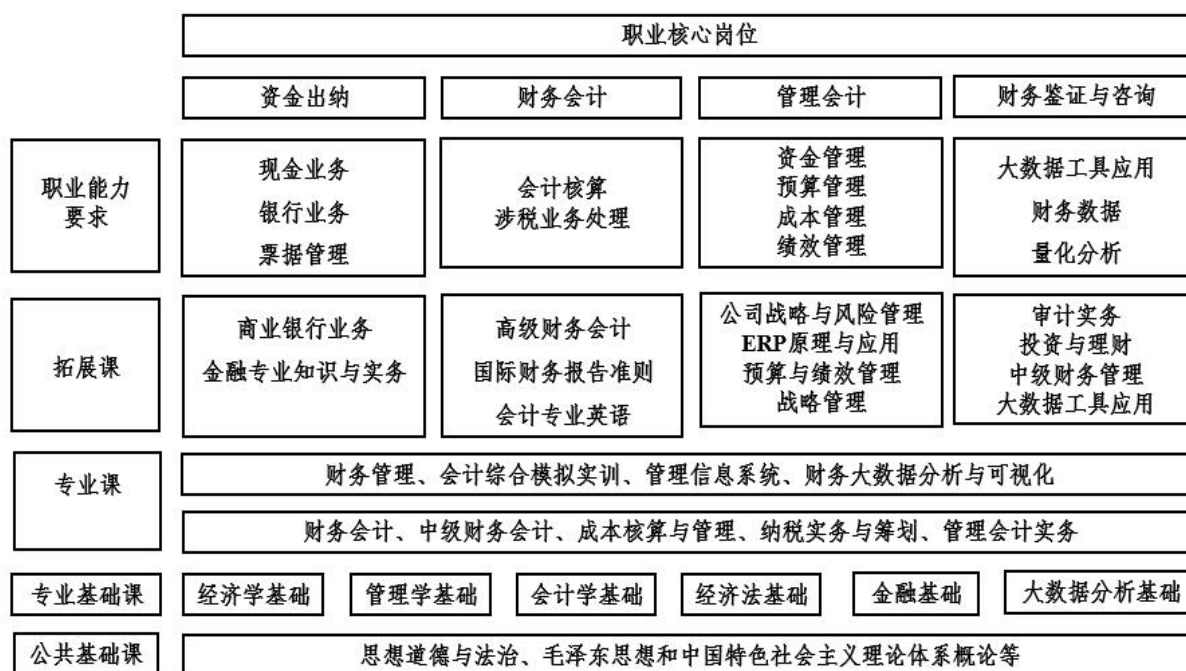 职业核心岗位
资金出纳
财务会计
管理会计
财务鉴证与咨询
职业能力
要求
现金业务
银行业务
票据管理
会计核算
涉税业务处理
资金管理
预算管理
成本管理
绩效管理
大数据工具应用
财务数据
量化分析
拓展课
商业银行业务
金融专业知识与实务
高级财务会计
国际财务报告准则
会计专业英语
公司战略与风险管理
ERP原理与应用
预算与绩效管理
战略管理
审计实务
投资与理财
中级财务管理
大数据工具应用
专业课
财务管理、会计综合模拟实训、管理信息系统、财务大数据分析与可视化
财务会计、中级财务会计、成本核算与管理、纳税实务与筹划、管理会计实务
专业基础课
经济学基础
管理学基础
会计学基础
经济法基础
金融基础
大数据分析基础
公共基础课
思想道德与法治、毛泽东思想和中国特色社会主义理论体系概论等